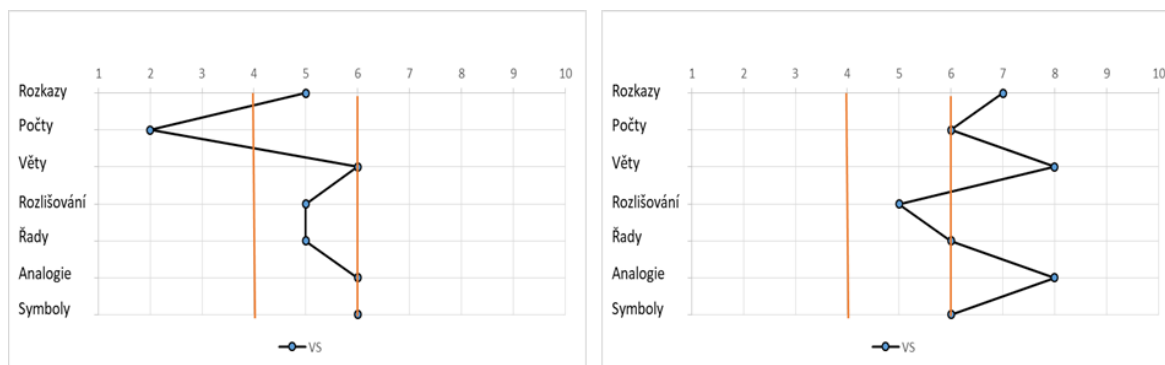 1 2 3 4 5 6 7 8 9 10
Rozkazy
Počty
Věty
Rozlišování
Řady
Analogie
Symboly
VS
1 2 3 4 5 6 7 8 9 10
Rozkazy
Počty
Věty
Rozlišování
Řady
Analogie
Symboly
VS